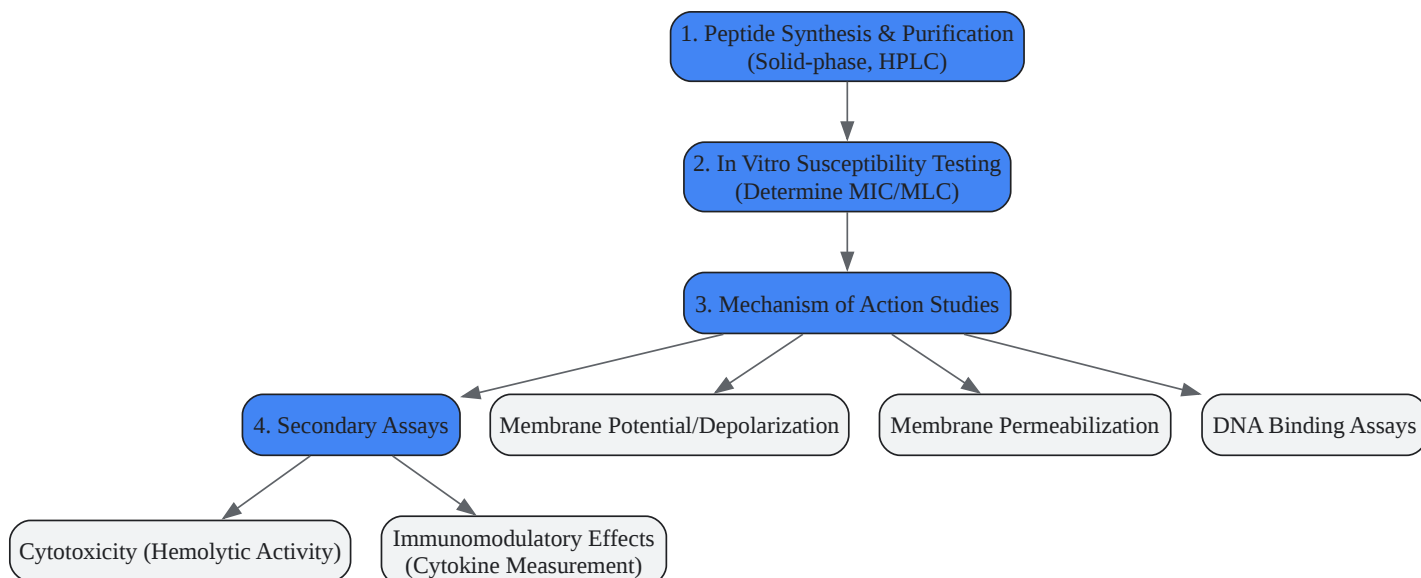 1. Peptide Synthesis & Purification
(Solid-phase, HPLC)
2. In Vitro Susceptibility Testing
(Determine MIC/MLC)
3. Mechanism of Action Studies
4. Secondary Assays
Membrane Potential/Depolarization
Membrane Permeabilization
DNA Binding Assays
Cytotoxicity (Hemolytic Activity)
Immunomodulatory Effects
(Cytokine Measurement)